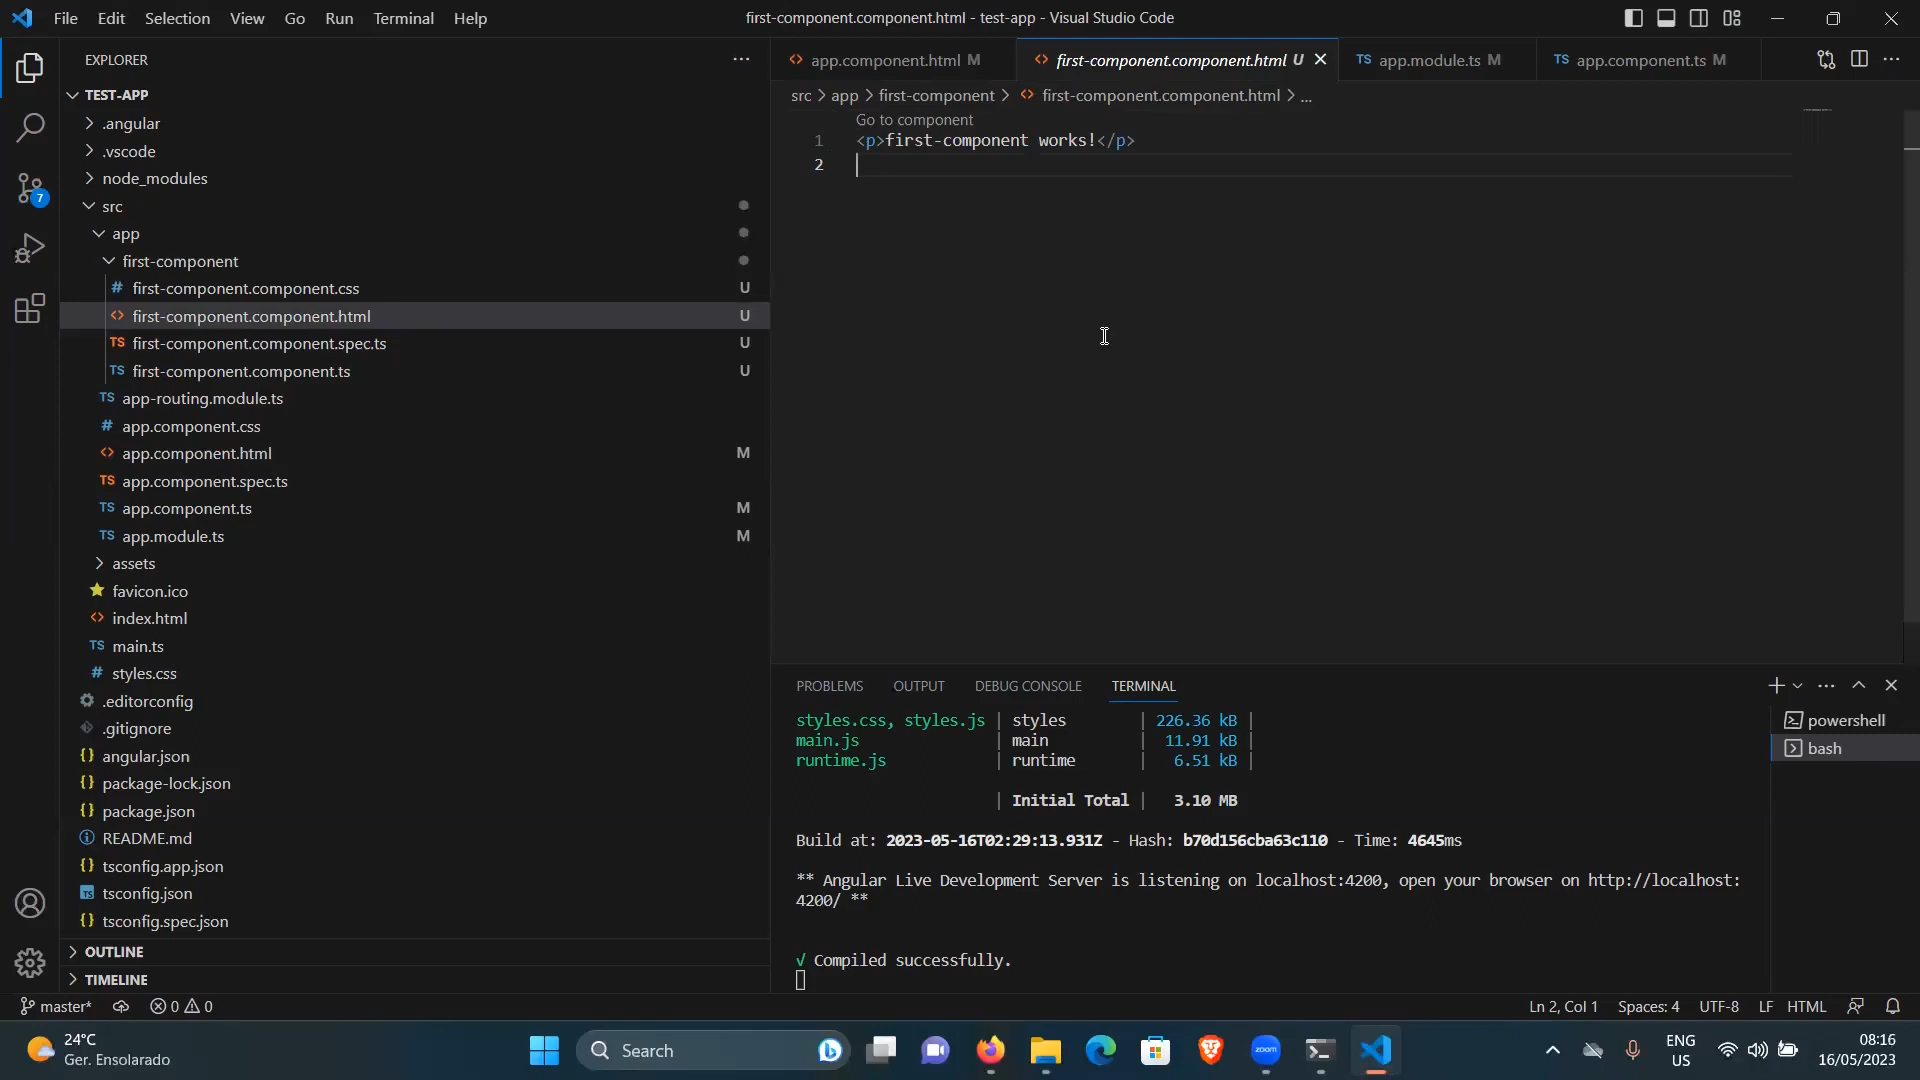 File Edit Selection View Go Run Terminal Help
first-component.component.html - test-app - Visual Studio Code
EXPLORER
TEST-APP
.angular
.vscode
node_modules
src
app
first-component
first-component.component.css U
first-component.component.html U
first-component.component.spec.ts U
first-component.component.ts U
app-routing.module.ts
app.component.css
app.component.html M
app.component.spec.ts
app.component.ts M
app.module.ts M
assets
favicon.ico
index.html
main.ts
styles.css
.editorconfig
.gitignore
angular.json
package-lock.json
package.json
README.md
tsconfig.app.json
tsconfig.json
tsconfig.spec.json
OUTLINE
TIMELINE
7
app.component.html M
first-component.component.html U
TS app.module.ts M
TS app.component.ts M
src > app > first-component > first-component.component.html > ...
Go to component
1 <p>first-component works!</p>
2
PROBLEMS OUTPUT DEBUG CONSOLE TERMINAL
styles.css, styles.js | styles | 226.36 kB |
main.js | main | 11.91 kB |
runtime.js | runtime | 6.51 kB |
| Initial Total | 3.10 MB
Build at: 2023-05-16T02:29:13.931Z - Hash: b70d156cba63c110 - Time: 4645ms
** Angular Live Development Server is listening on localhost:4200, open your browser on http://localhost:
4200/ **
√ Compiled successfully.
powershell
bash
master* 0 0
Ln 2, Col 1 Spaces: 4 UTF-8 LF HTML
24°C
Ger. Ensolarado
Search
zoom
ENG
US
08:16
16/05/2023